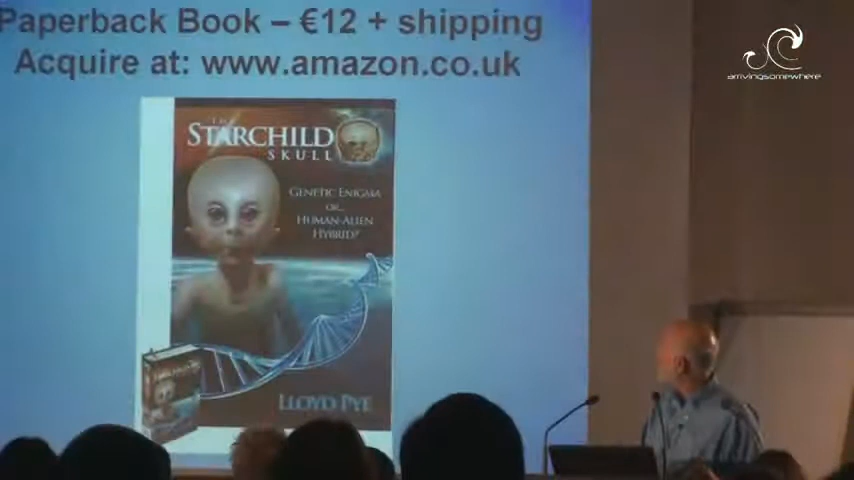 Paperback Book – €12 + shipping
Acquire at: www.amazon.co.uk
arrivingsomewhere
THE
STARCHILD
SKULL
GENETIC ENIGMA
OR...
HUMAN-ALIEN
HYBRID?
LLOYD PYE